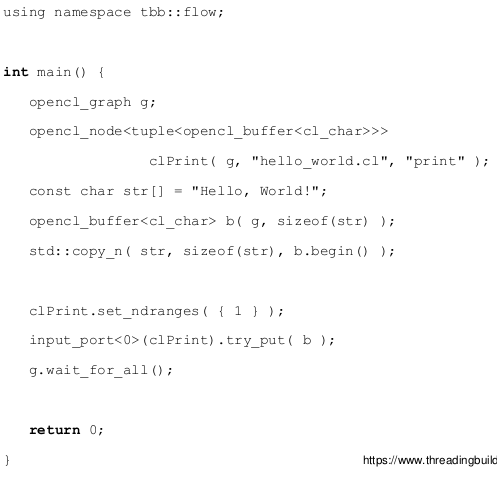 using namespace tbb::flow;
int main() {
opencl_graph g;
opencl_node<tuple<opencl_buffer<cl_char>>>
clPrint( g, "hello_world.cl", "print" );
const char str[] = "Hello, World!";
opencl_buffer<cl_char> b( g, sizeof(str) );
std::copy_n( str, sizeof(str), b.begin() );
clPrint.set_ndranges( { 1 } );
input_port<0>(clPrint).try_put( b );
g.wait_for_all();
return 0;
}
https://www.threadingbuild